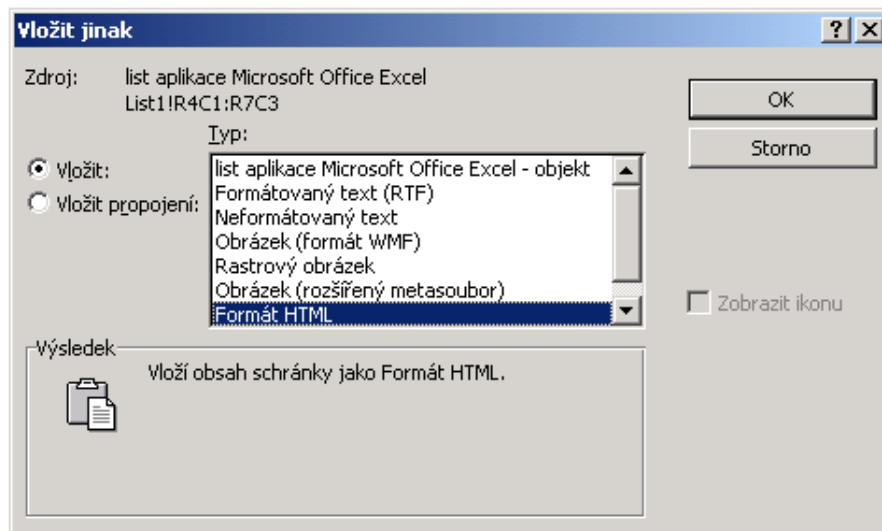 Vložit jinak
Zdroj: list aplikace Microsoft Office Excel
List1!R4C1:R7C3
Typ:
Vložit:
Vložit propojení:
list aplikace Microsoft Office Excel - objekt
Formátovaný text (RTF)
Neformátovaný text
Obrázek (formát WMF)
Rastrový obrázek
Obrázek (rozšířený metasoubor)
Formát HTML
OK
Storno
Zobrazit ikonu
Výsledek
Vloží obsah schránky jako Formát HTML.